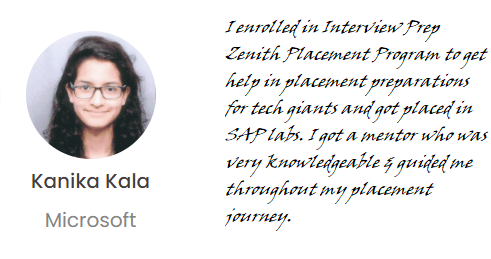 Kanika Kala
Microsoft
I enrolled in Interview Prep
Zenith Placement Program to get
help in placement preparations
for tech giants and got placed in
SAP labs. I got a mentor who was
very knowledgeable & guided me
throughout my placement
journey.